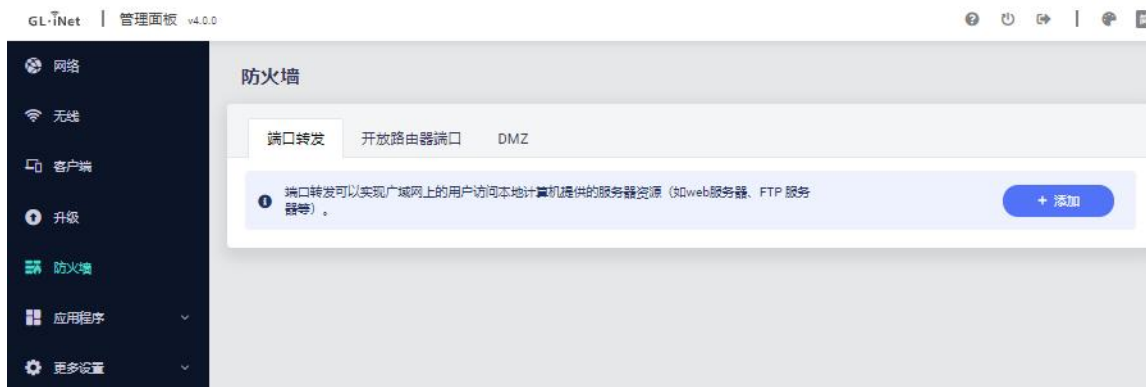 GL·iNet | 管理面板 v4.0.0
网络
无线
客户端
升级
防火墙
应用程序
更多设置
防火墙
端口转发 开放路由器端口 DMZ
端口转发可以实现广域网上的用户访问本地计算机提供的服务器资源（如web服务器、FTP 服务
器等）。
+ 添加